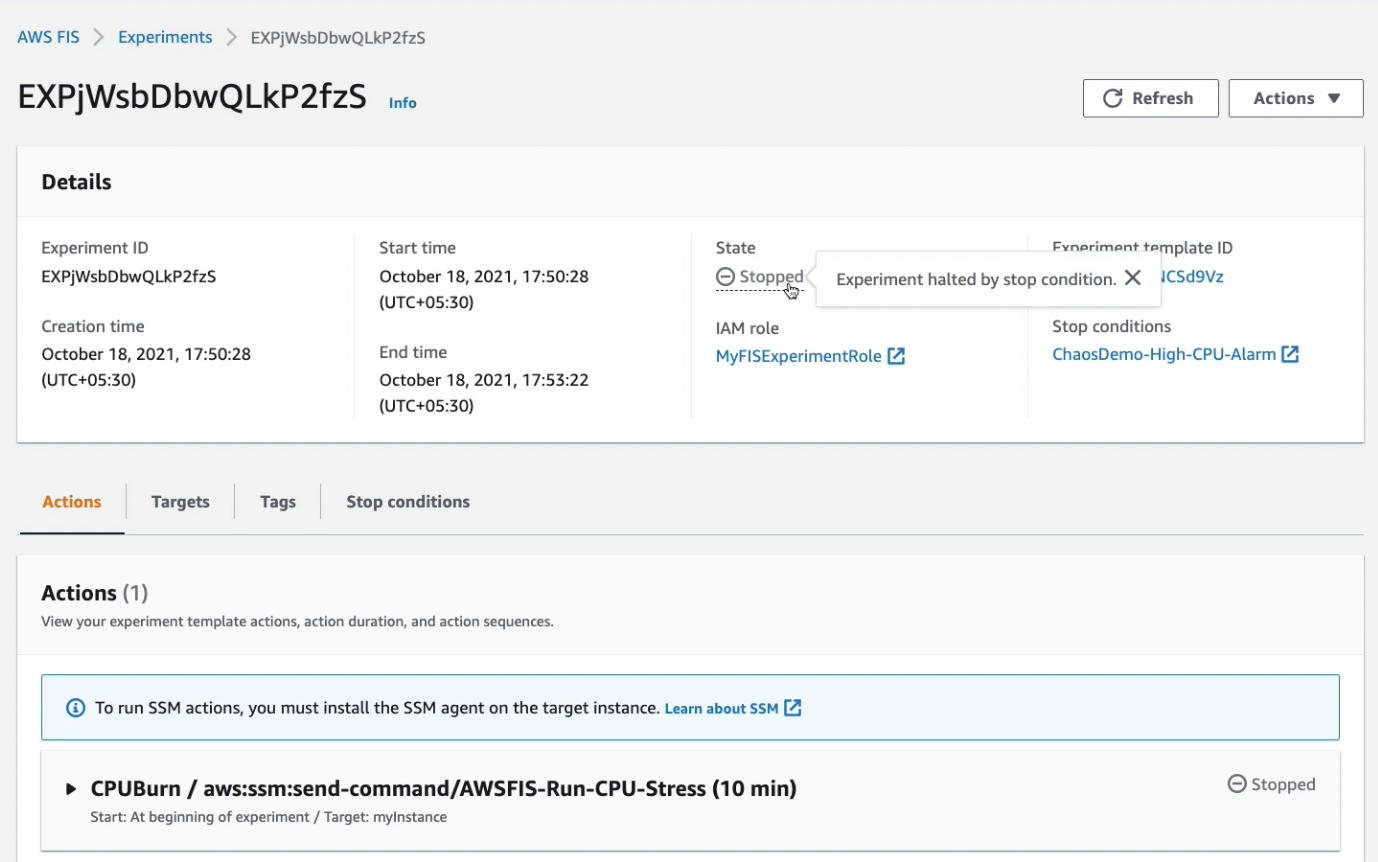 AWS FIS > Experiments > EXPjWsbDbwQLkP2fzS
EXPjWsbDbwQLkP2fzS Info
Refresh
Actions
Details
Experiment ID
EXPjWsbDbwQLkP2fzS
Creation time
October 18, 2021, 17:50:28
(UTC+05:30)
Start time
October 18, 2021, 17:50:28
(UTC+05:30)
End time
October 18, 2021, 17:53:22
(UTC+05:30)
State
Stopped
Experiment halted by stop condition.
IAM role
MyFISExperimentRole
Experiment template ID
CSd9Vz
Stop conditions
ChaosDemo-High-CPU-Alarm
Actions
Targets
Tags
Stop conditions
Actions (1)
View your experiment template actions, action duration, and action sequences.
To run SSM actions, you must install the SSM agent on the target instance. Learn about SSM
CPUBurn / aws:ssm:send-command/AWSFIS-Run-CPU-Stress (10 min)
Stopped
Start: At beginning of experiment / Target: myInstance